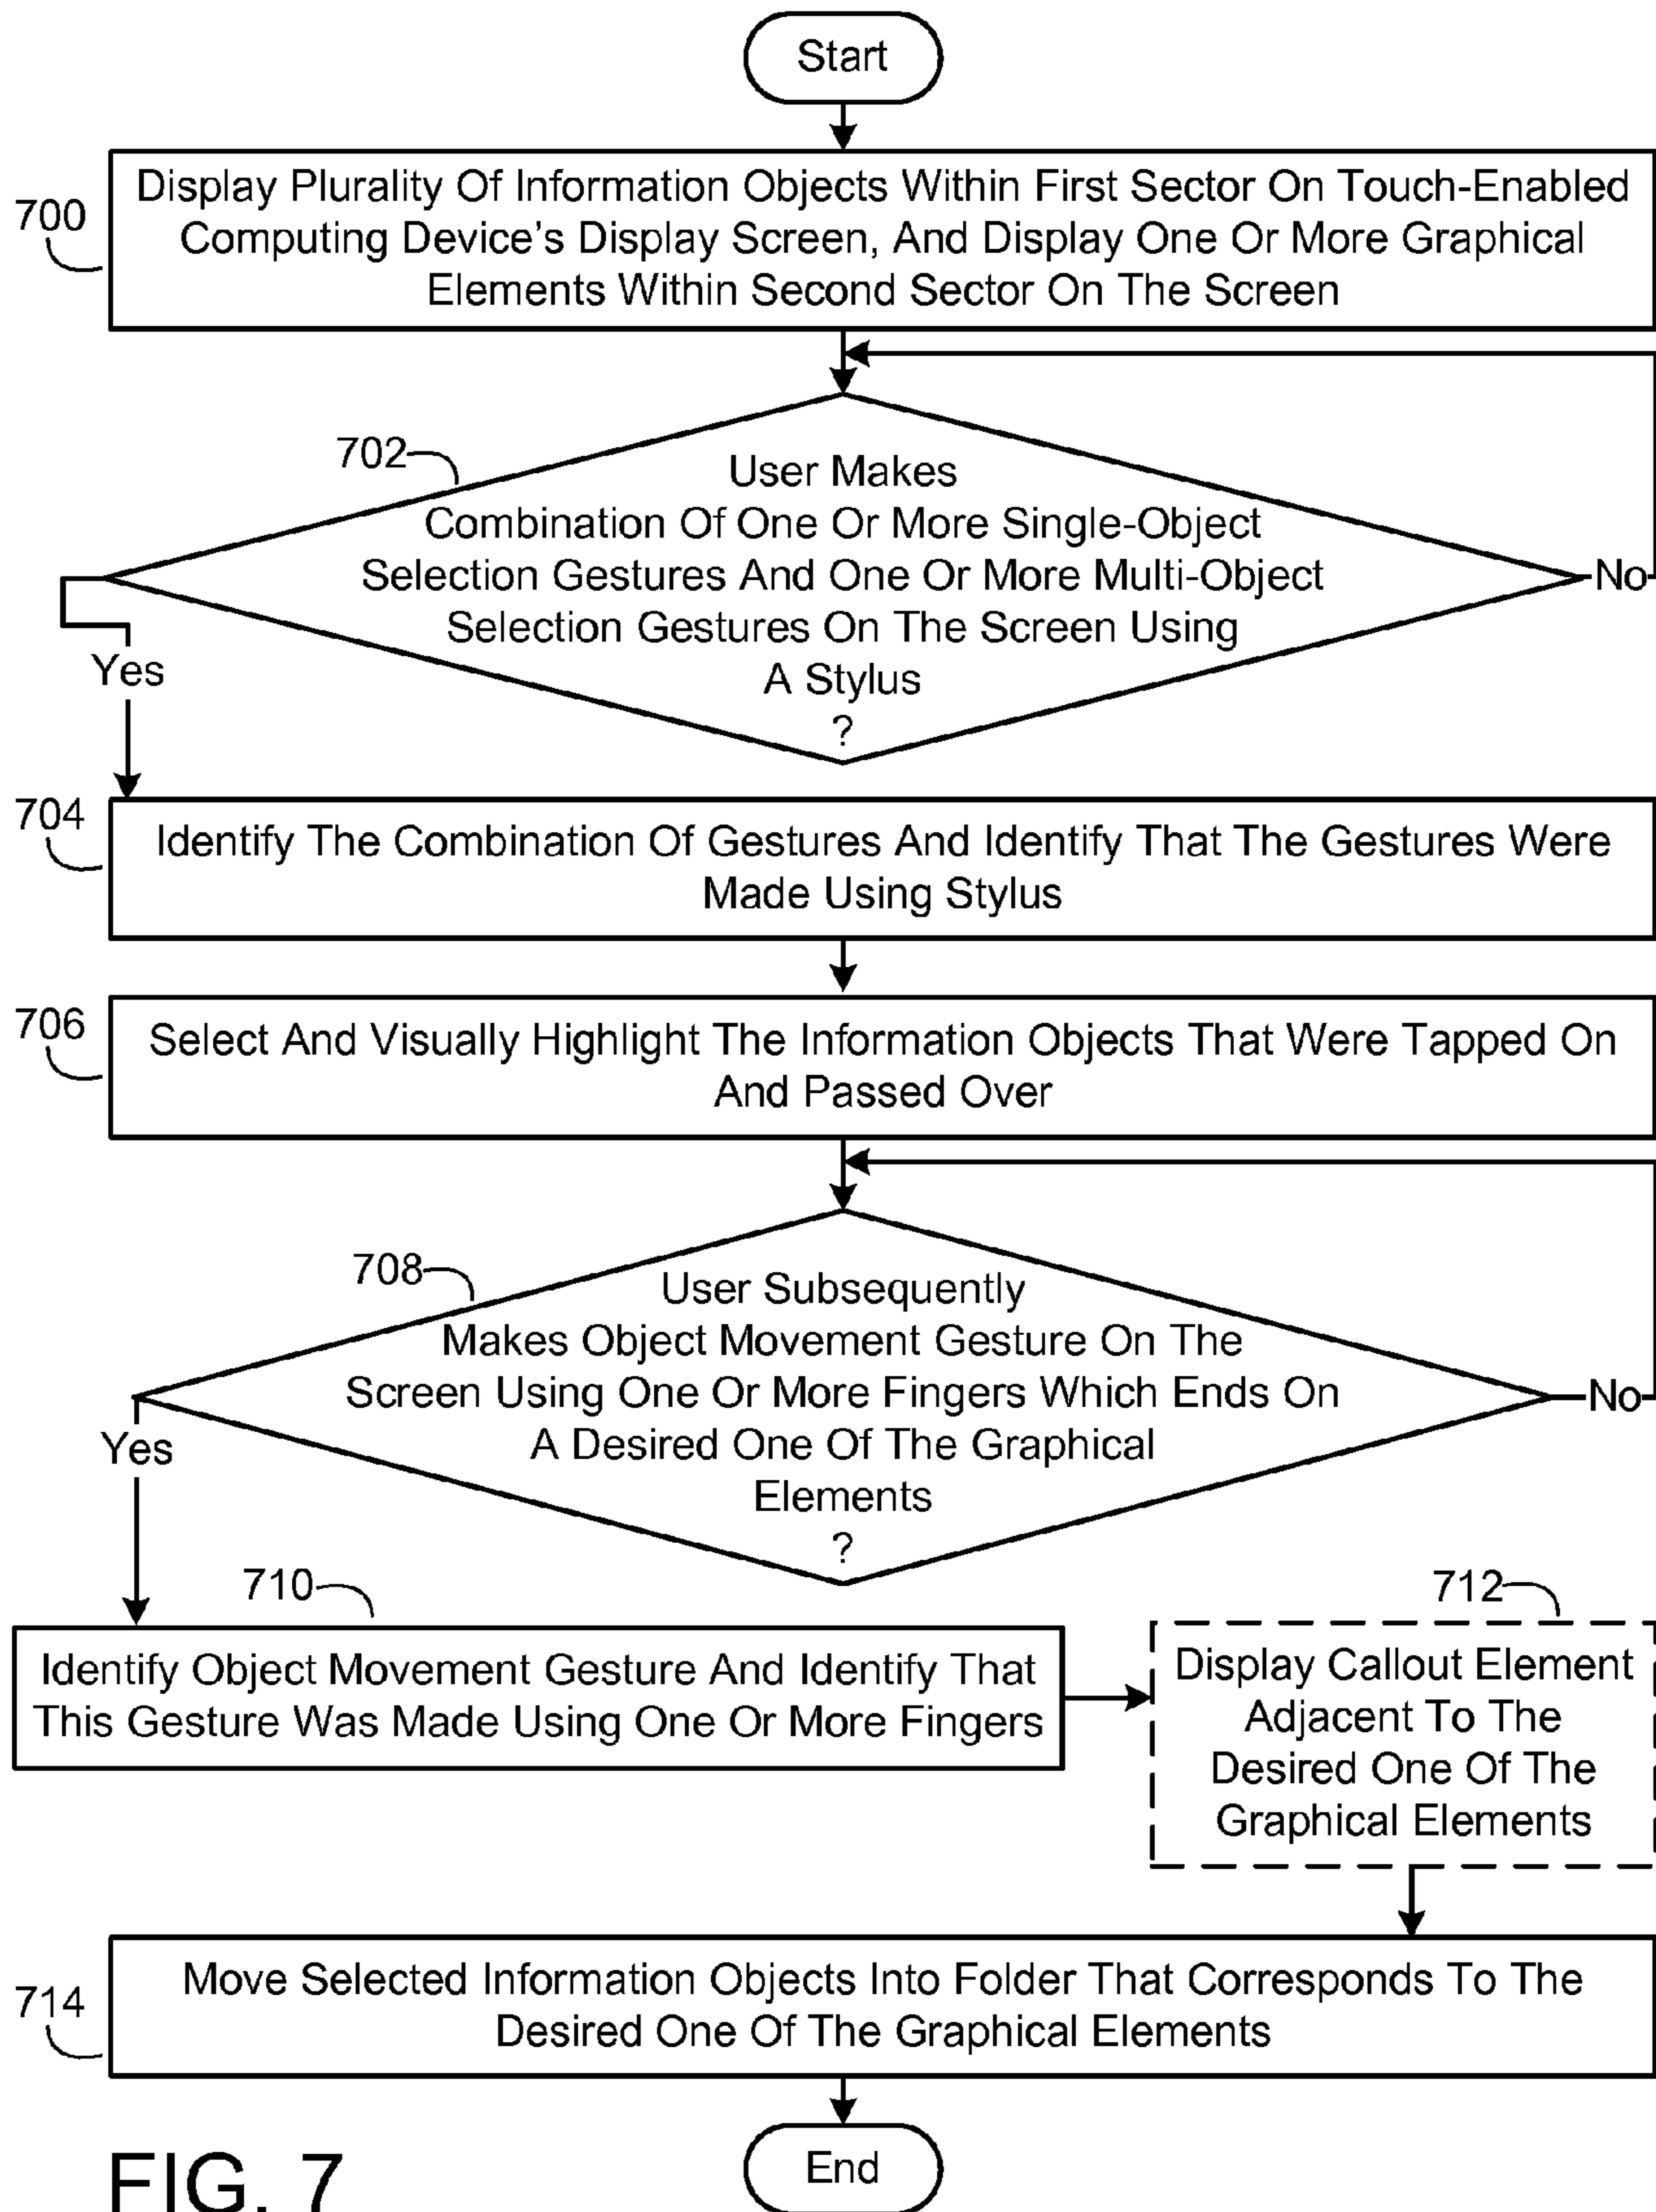 Start
700
Display Plurality Of Information Objects Within First Sector On Touch-Enabled
Computing Device's Display Screen, And Display One Or More Graphical
Elements Within Second Sector On The Screen
702
User Makes
Combination Of One Or More Single-Object
Selection Gestures And One Or More Multi-Object
Selection Gestures On The Screen Using
A Stylus
?
No
Yes
704
Identify The Combination Of Gestures And Identify That The Gestures Were
Made Using Stylus
706
Select And Visually Highlight The Information Objects That Were Tapped On
And Passed Over
708
User Subsequently
Makes Object Movement Gesture On The
Screen Using One Or More Fingers Which Ends On
A Desired One Of The Graphical
Elements
?
No
Yes
710
Identify Object Movement Gesture And Identify That
This Gesture Was Made Using One Or More Fingers
712
Display Callout Element
Adjacent To The
Desired One Of The
Graphical Elements
714
Move Selected Information Objects Into Folder That Corresponds To The
Desired One Of The Graphical Elements
End
FIG. 7